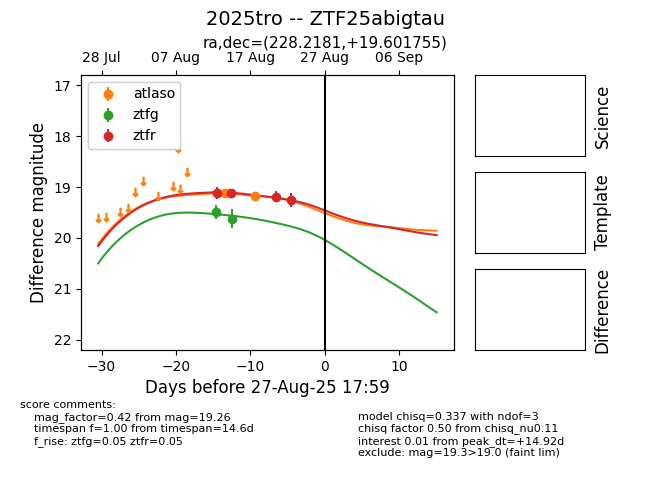 2025tro -- ZTF25abigtau
ra,dec=(228.2181,+19.601755)
28 Jul 07 Aug 17 Aug 27 Aug 06 Sep
atlaso
ztfg
ztfr
17
18
19
20
21
22
Difference magnitude
−30 −20 −10 0 10
Days before 27-Aug-25 17:59
Science
Template
Difference
score comments:
mag_factor=0.42 from mag=19.26
timespan f=1.00 from timespan=14.6d
f_rise: ztfg=0.05 ztfr=0.05
model chisq=0.337 with ndof=3
chisq factor 0.50 from chisq_nu0.11
interest 0.01 from peak_dt=+14.92d
exclude: mag=19.3>19.0 (faint lim)